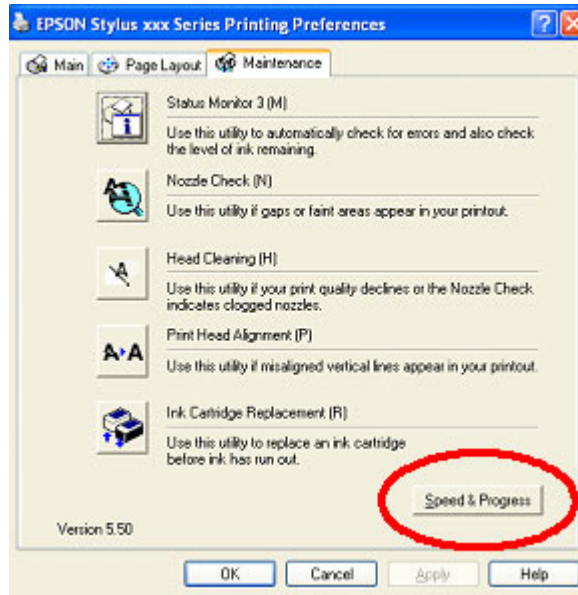 EPSON Stylus xxx Series Printing Preferences
Main Page Layout Maintenance
Status Monitor 3 (M)
Use this utility to automatically check for errors and also check
the level of ink remaining.
Nozzle Check (N)
Use this utility if gaps or faint areas appear in your printout.
Head Cleaning (H)
Use this utility if your print quality declines or the Nozzle Check
indicates clogged nozzles.
Print Head Alignment (P)
Use this utility if misaligned vertical lines appear in your printout.
Ink Cartridge Replacement (R)
Use this utility to replace an ink cartridge
before ink has run out.
Speed & Progress
Version 5.50
OK Cancel Apply Help